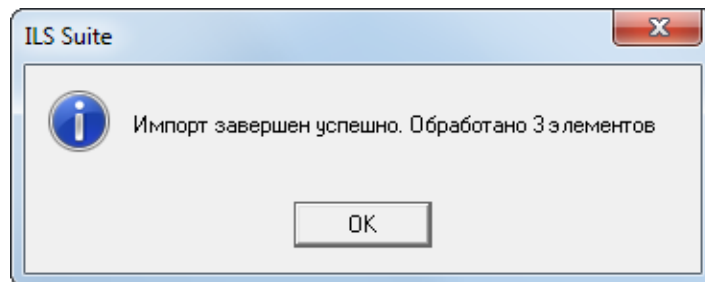 ILS Suite
Импорт завершен успешно. Обработано 3 элементов
OK